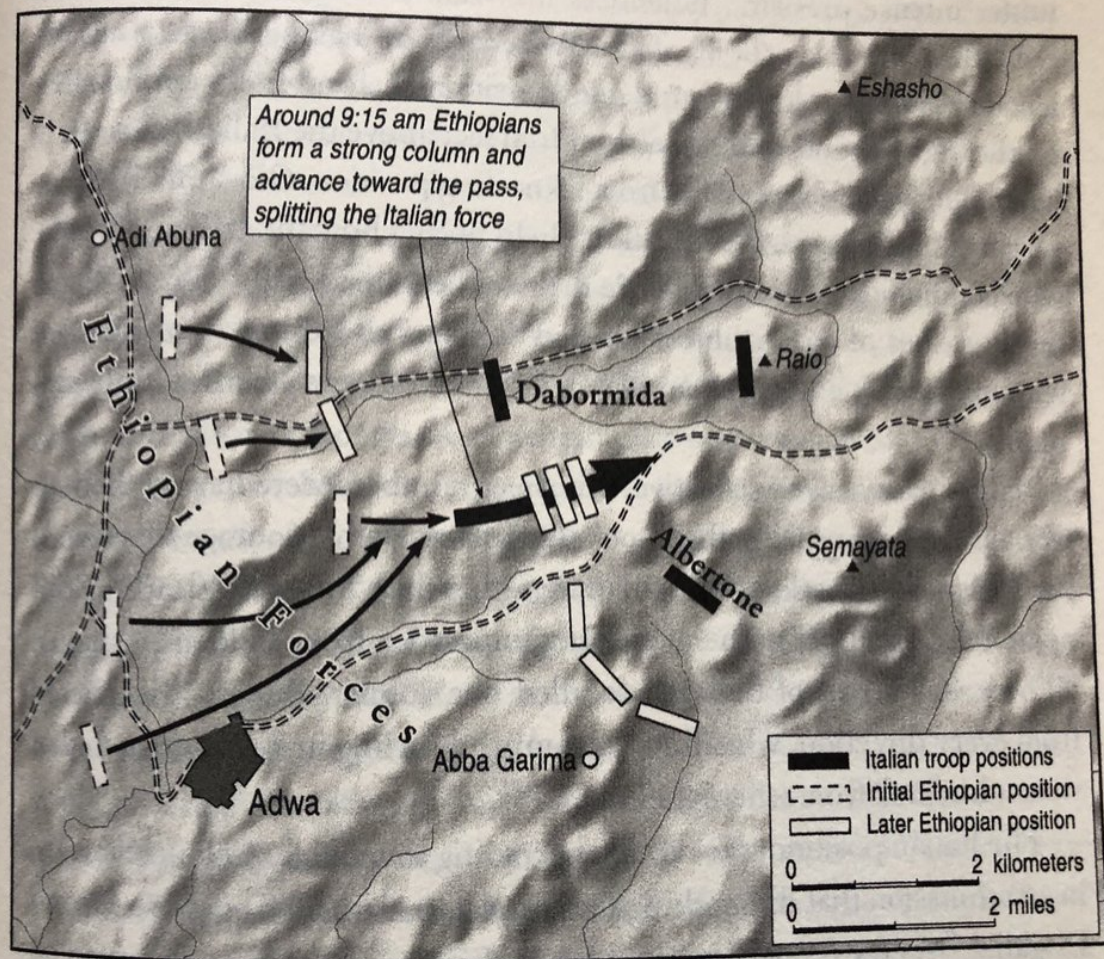 Eshasho
Around 9:15 am Ethiopians
form a strong column and
advance toward the pass,
splitting the Italian force
Adi Abuna
Raio
Dabormida
Ethiopian Forces
Albertone
Semayata
Abba Garima
Adwa
Italian troop positions
Initial Ethiopian position
Later Ethiopian position
0 2 kilometers
0 2 miles